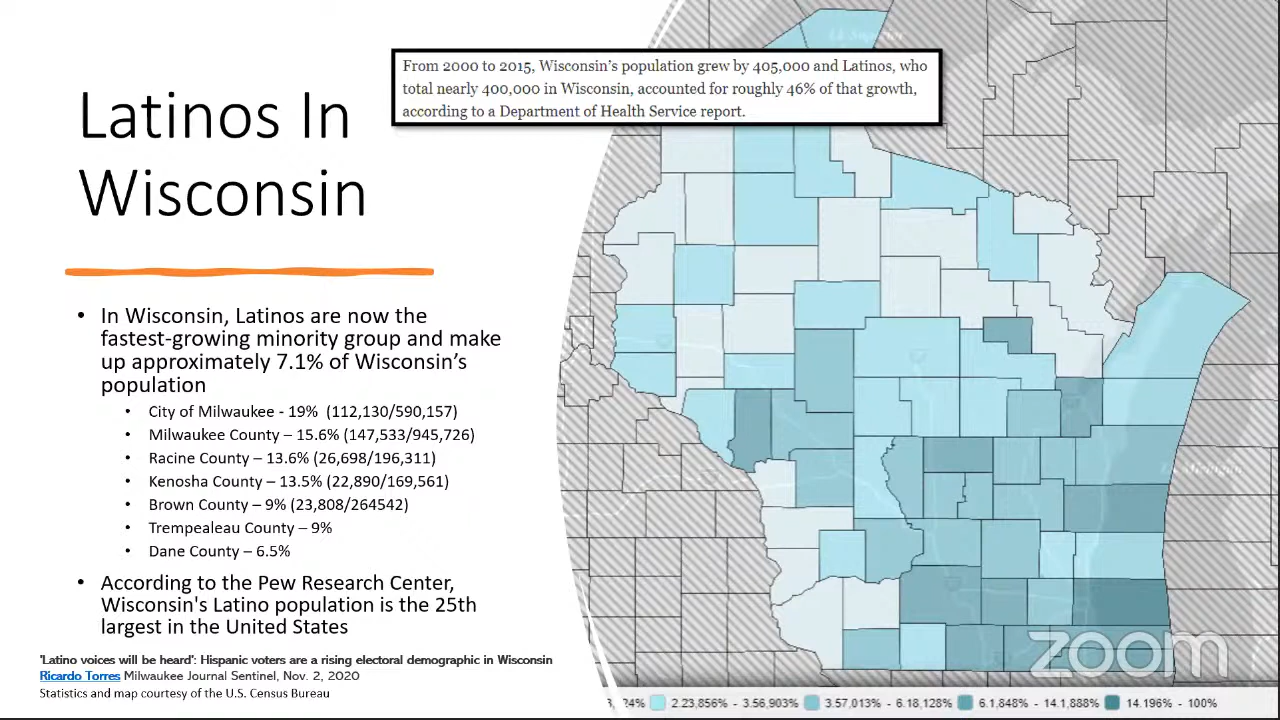 From 2000 to 2015, Wisconsin's population grew by 405,000 and Latinos, who
total nearly 400,000 in Wisconsin, accounted for roughly 46% of that growth,
according to a Department of Health Service report.
Latinos In
Wisconsin
• In Wisconsin, Latinos are now the
fastest-growing minority group and make
up approximately 7.1% of Wisconsin's
population
• City of Milwaukee - 19% (112,130/590,157)
• Milwaukee County – 15.6% (147,533/945,726)
• Racine County – 13.6% (26,698/196,311)
• Kenosha County – 13.5% (22,890/169,561)
• Brown County – 9% (23,808/264542)
• Trempealeau County – 9%
• Dane County – 6.5%
• According to the Pew Research Center,
Wisconsin's Latino population is the 25th
largest in the United States
'Latino voices will be heard': Hispanic voters are a rising electoral demographic in Wisconsin
Ricardo Torres Milwaukee Journal Sentinel, Nov. 2, 2020
Statistics and map courtesy of the U.S. Census Bureau
zoom
2.23,856% - 3.56,903% 3.57,013% - 6.18,128% 6.1,848% - 14.1,888% 14.196% - 100%